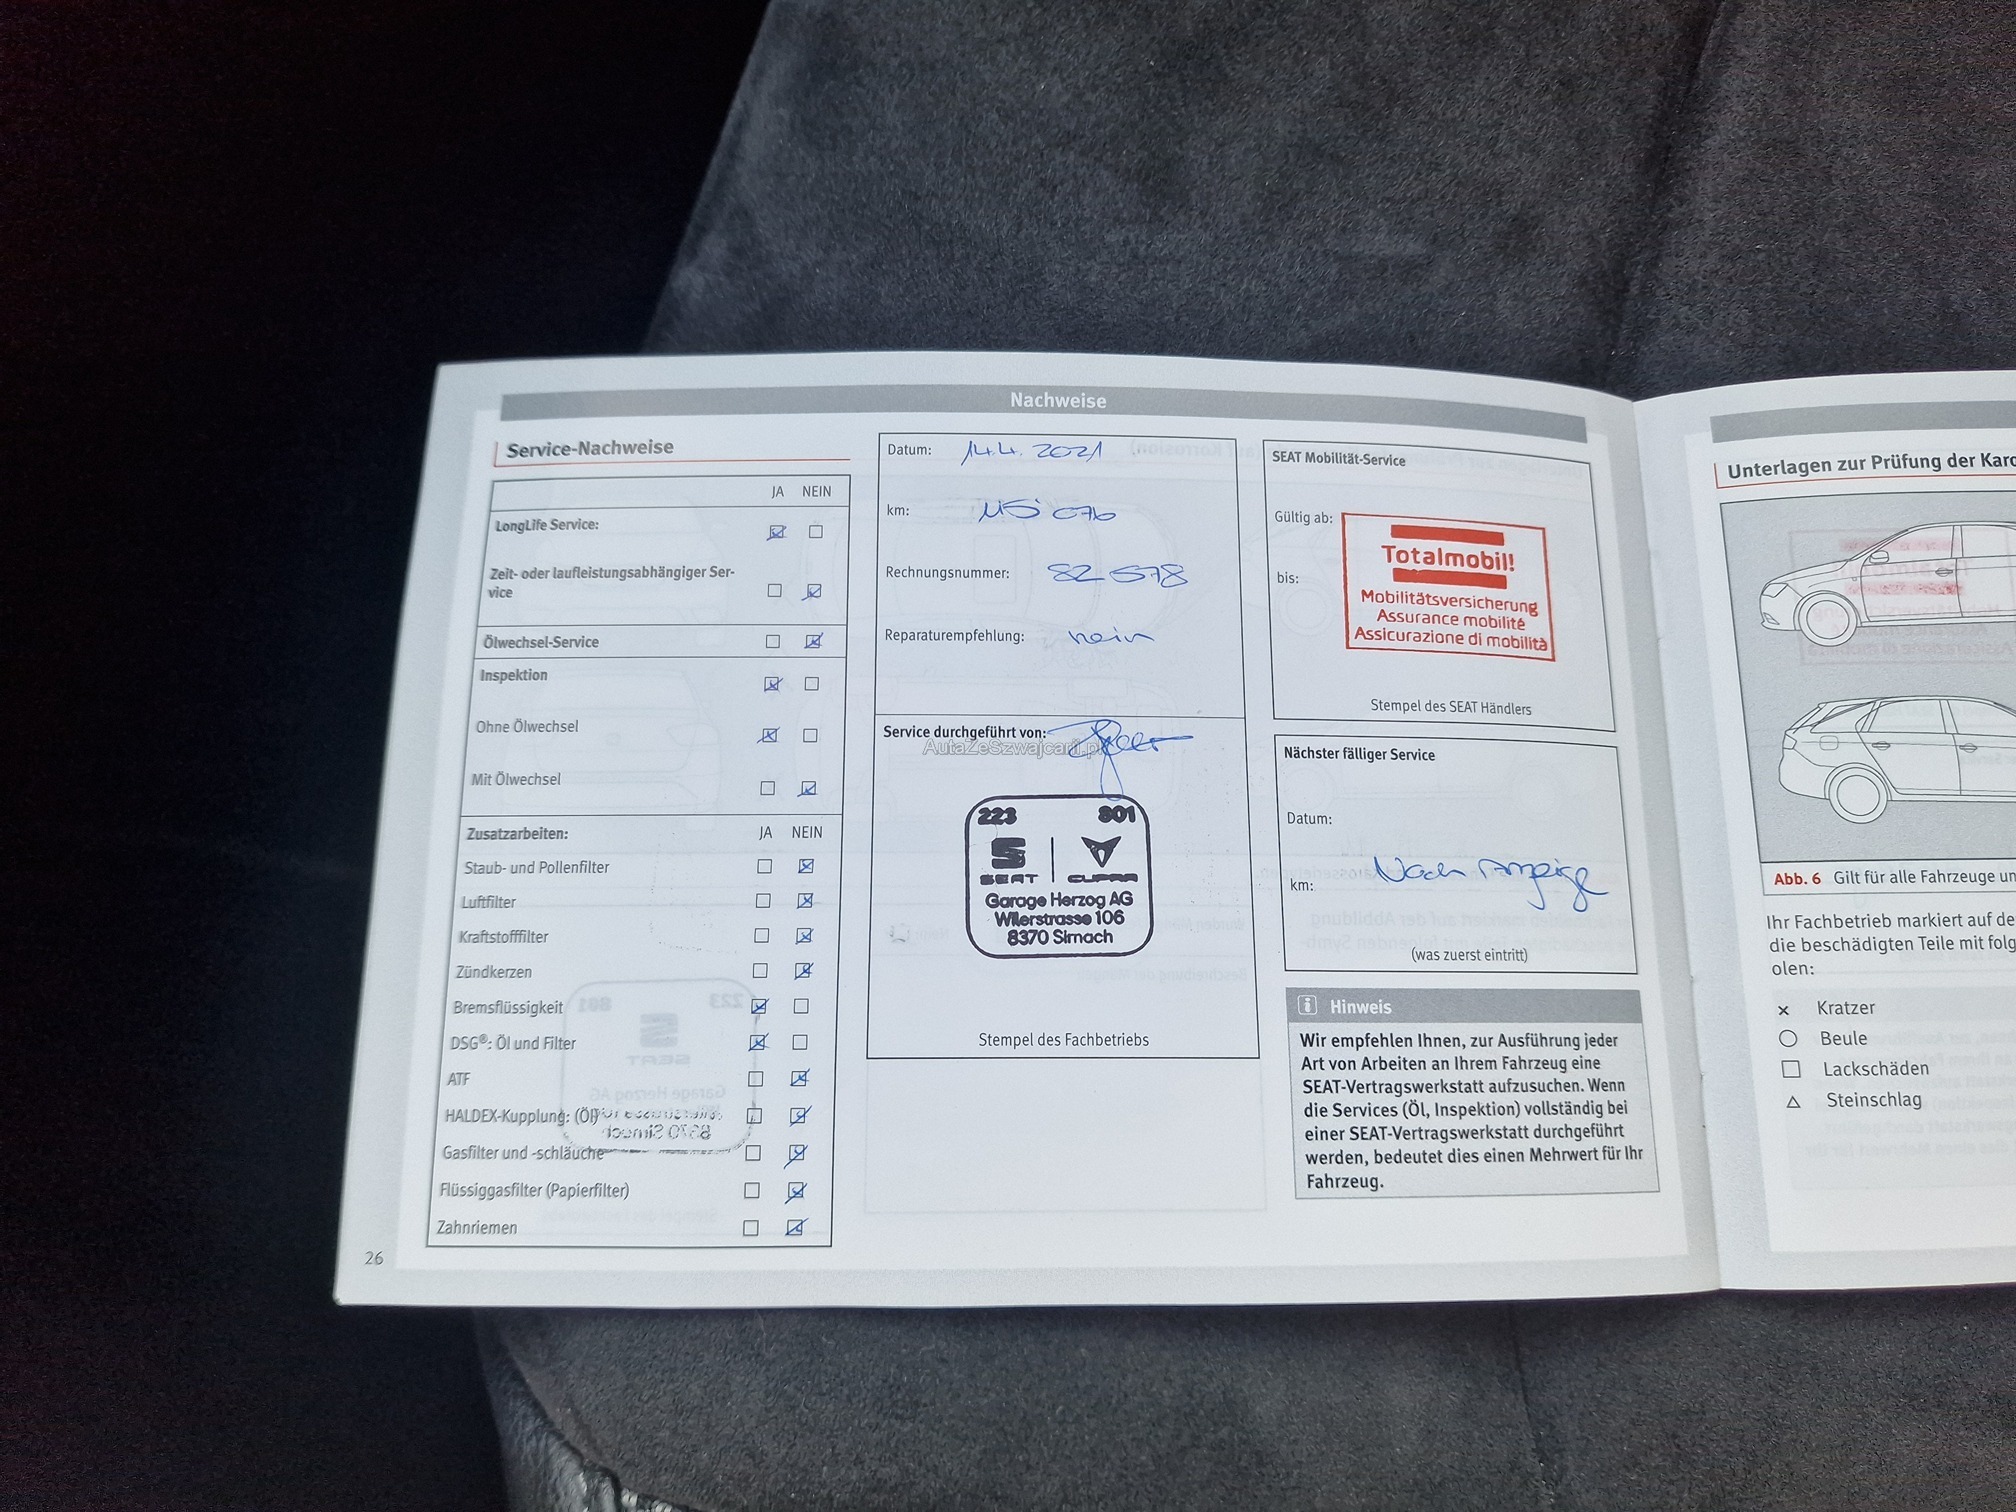 Nachweise
Service-Nachweise
JA NEIN
LongLife Service:
Zeit- oder laufleistungsabhängiger Ser-
vice
Ölwechsel-Service
Inspektion
Ohne Ölwechsel
Mit Ölwechsel
Zusatzarbeiten: JA NEIN
Staub- und Pollenfilter
Luftfilter
Kraftstofffilter
Zündkerzen
Bremsflüssigkeit
DSG®: Öl und Filter
ATF
HALDEX-Kupplung: (Öl)
Gasfilter und -schläuche
Flüssiggasfilter (Papierfilter)
Zahnriemen
26
Datum: 14.4. 2021
km: 115 076
Rechnungsnummer: 82 578
Reparaturempfehlung: nein
Service durchgeführt von:
AutaZeSzwajcarii.pl
223 801
SEAT CUPRA
Garage Herzog AG
Wilerstrasse 106
8370 Sirnach
Stempel des Fachbetriebs
SEAT Mobilität-Service
Gültig ab:
bis:
Totalmobil!
Mobilitätsversicherung
Assurance mobilité
Assicurazione di mobilità
Stempel des SEAT Händlers
Nächster fälliger Service
Datum:
km: Nach Anzeige
(was zuerst eintritt)
i Hinweis
Wir empfehlen Ihnen, zur Ausführung jeder
Art von Arbeiten an Ihrem Fahrzeug eine
SEAT-Vertragswerkstatt aufzusuchen. Wenn
die Services (Öl, Inspektion) vollständig bei
einer SEAT-Vertragswerkstatt durchgeführt
werden, bedeutet dies einen Mehrwert für Ihr
Fahrzeug.
Unterlagen zur Prüfung der Karo
Abb. 6 Gilt für alle Fahrzeuge un
Ihr Fachbetrieb markiert auf de
die beschädigten Teile mit folg
olen:
Kratzer
Beule
Lackschäden
Steinschlag